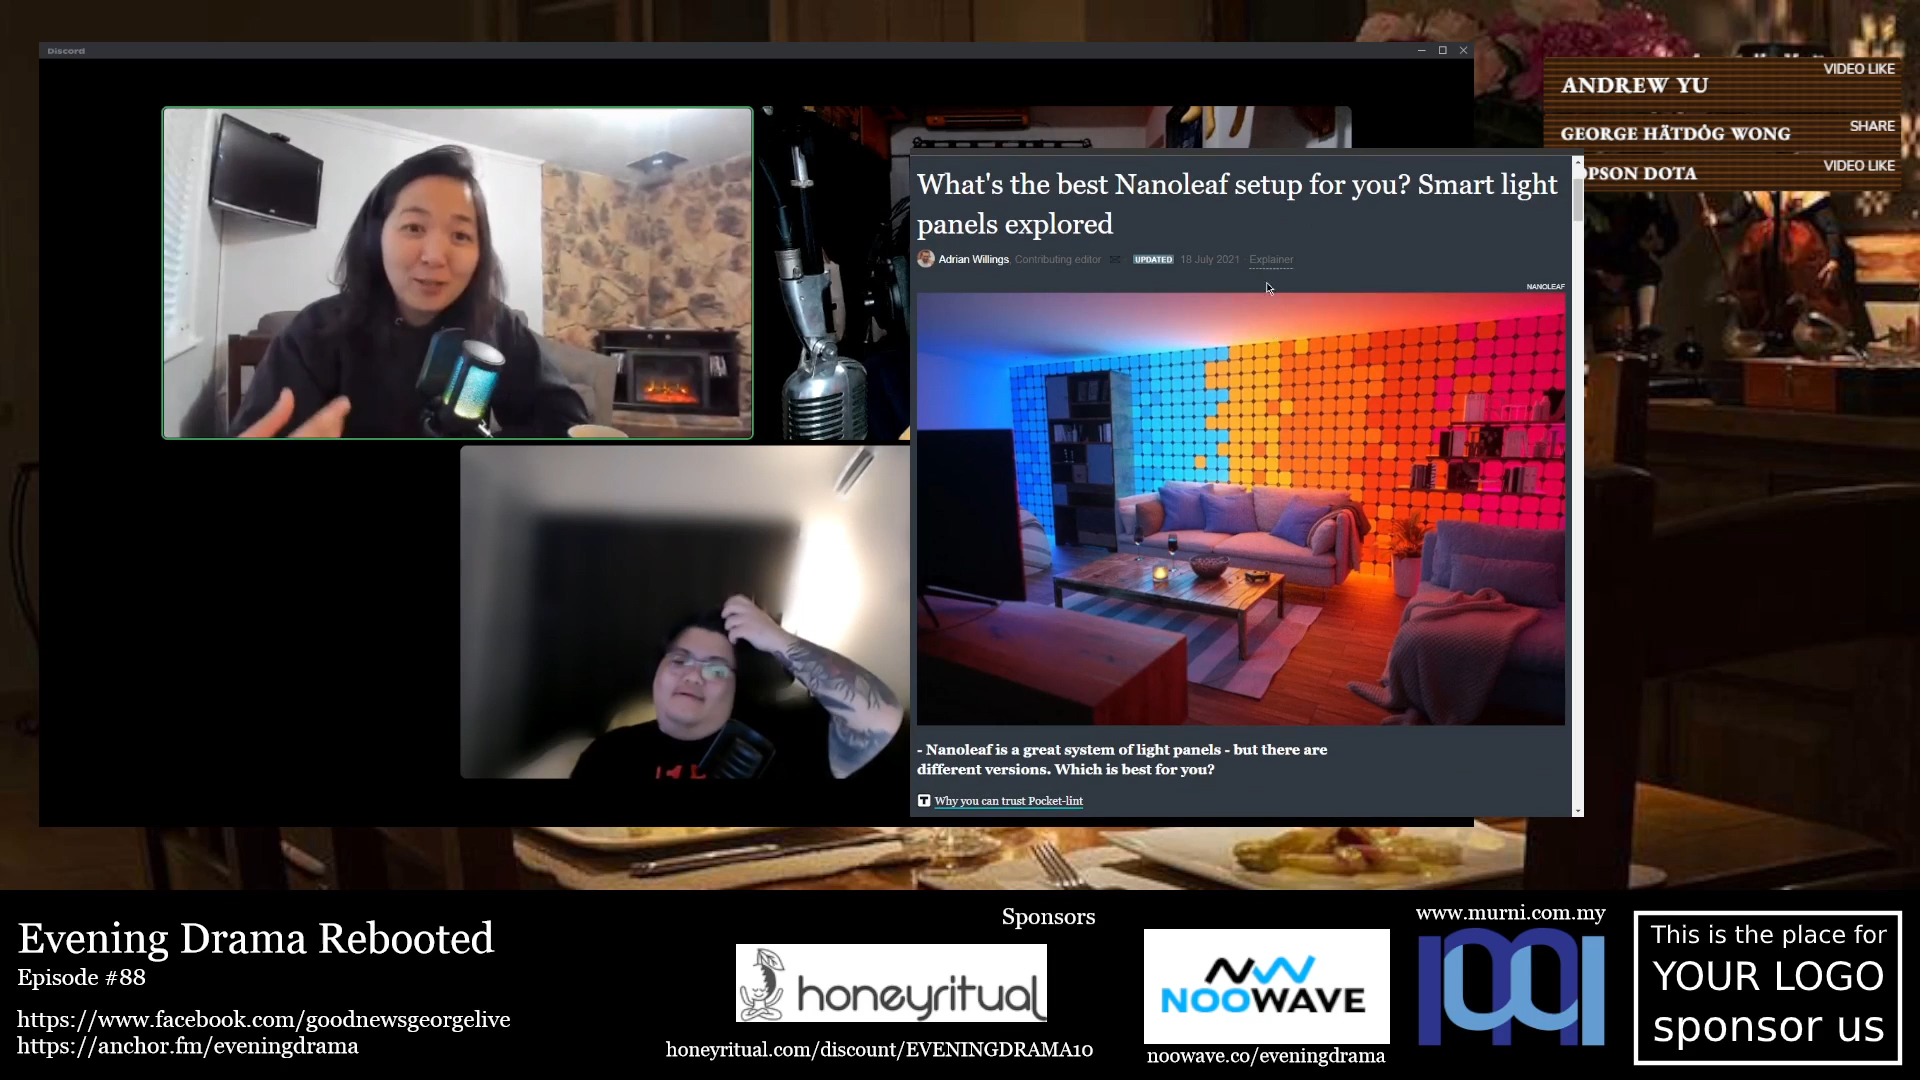 Discord
VIDEO LIKE
ANDREW YU
SHARE
GEORGE HÄTDÒG WONG
VIDEO LIKE
OPSON DOTA
What's the best Nanoleaf setup for you? Smart light
panels explored
Adrian Willings, Contributing editor UPDATED 18 July 2021 Explainer
NANOLEAF
- Nanoleaf is a great system of light panels - but there are
different versions. Which is best for you?
T Why you can trust Pocket-lint
Evening Drama Rebooted
Episode #88
https://www.facebook.com/goodnewsgeorgelive
https://anchor.fm/eveningdrama
Sponsors
honeyritual
honeyritual.com/discount/EVENINGDRAMA10
NOOWAVE
noowave.co/eveningdrama
www.murni.com.my
This is the place for
YOUR LOGO
sponsor us